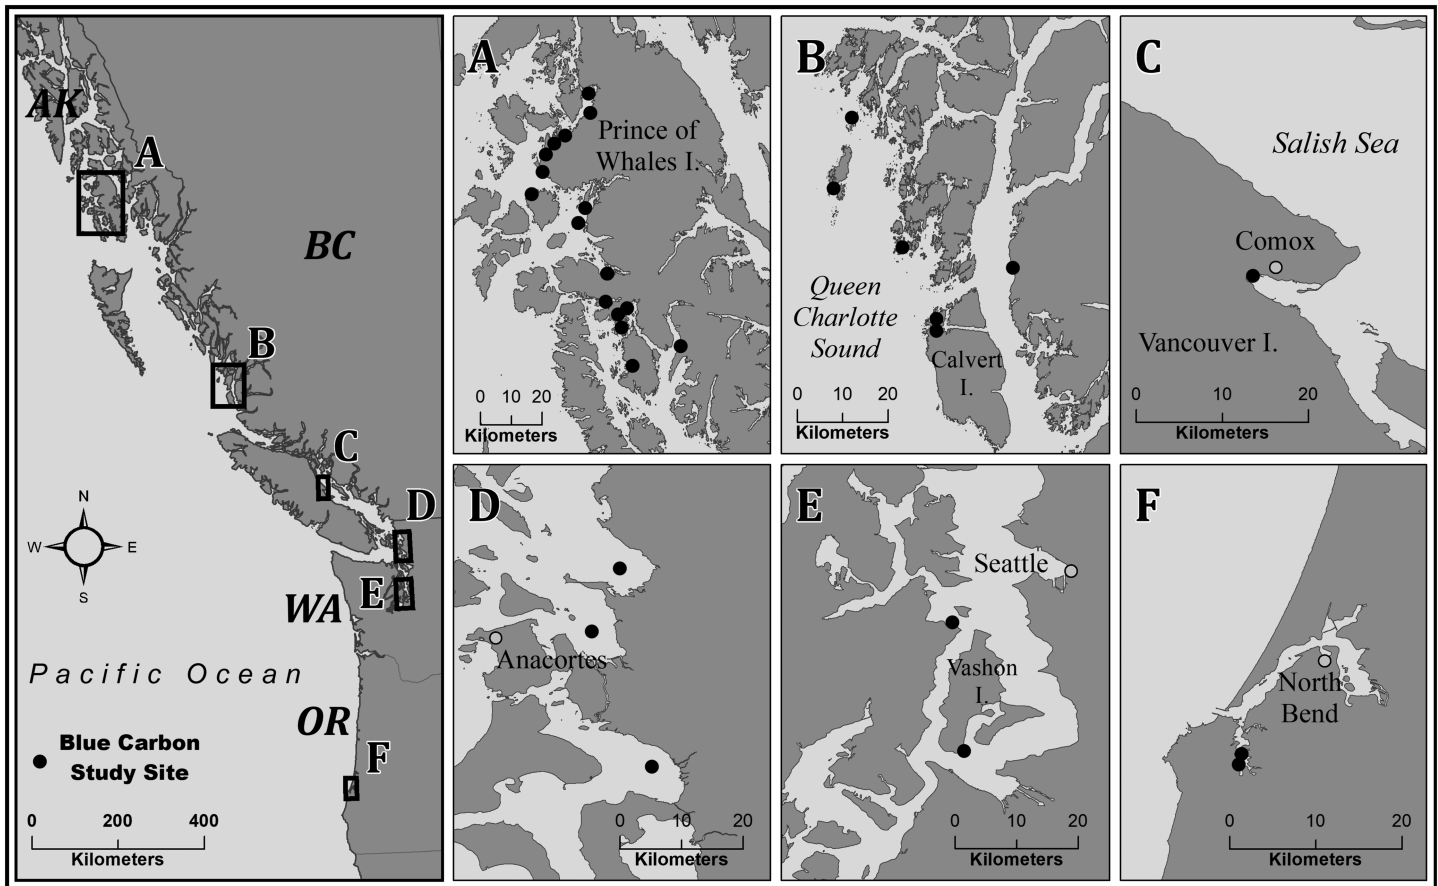 AK
A
BC
B
C
D
E
WA
Pacific Ocean
OR
F
N
W
E
S
Blue Carbon
Study Site
0 200 400
Kilometers
A
Prince of
Whales I.
0 10 20
Kilometers
B
Queen
Charlotte
Sound
Calvert
I.
0 10 20
Kilometers
C
Salish Sea
Comox
Vancouver I.
0 10 20
Kilometers
D
Anacortes
0 10 20
Kilometers
E
Seattle
Vashon
I.
0 10 20
Kilometers
F
North
Bend
0 10 20
Kilometers